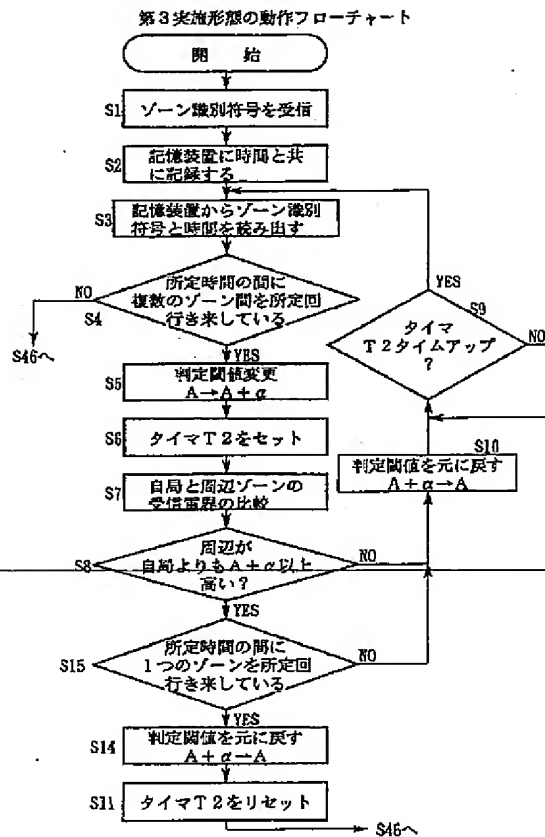 第3実施形態の動作フローチャート
開 始
S1
ゾーン識別符号を受信
S2
記憶装置に時間と共
に記録する
S3
記憶装置からゾーン識別
符号と時間を読み出す
所定時間の間に
複数のゾーン間を所定回
行き来している
NO
S4
S46へ
YES
S5
判定閾値変更
A→A+α
S6
タイマT2をセット
S7
自局と周辺ゾーンの
受信電界の比較
周辺が
自局よりもA+α以上
高い?
S8
NO
YES
所定時間の間に
1つのゾーンを所定回
行き来している
S15
NO
YES
S14
判定閾値を元に戻す
A+α→A
S11
タイマT2をリセット
S46へ
YES
S9
タイマ
T2タイムアップ
?
NO
S10
判定閾値を元に戻す
A+α→A